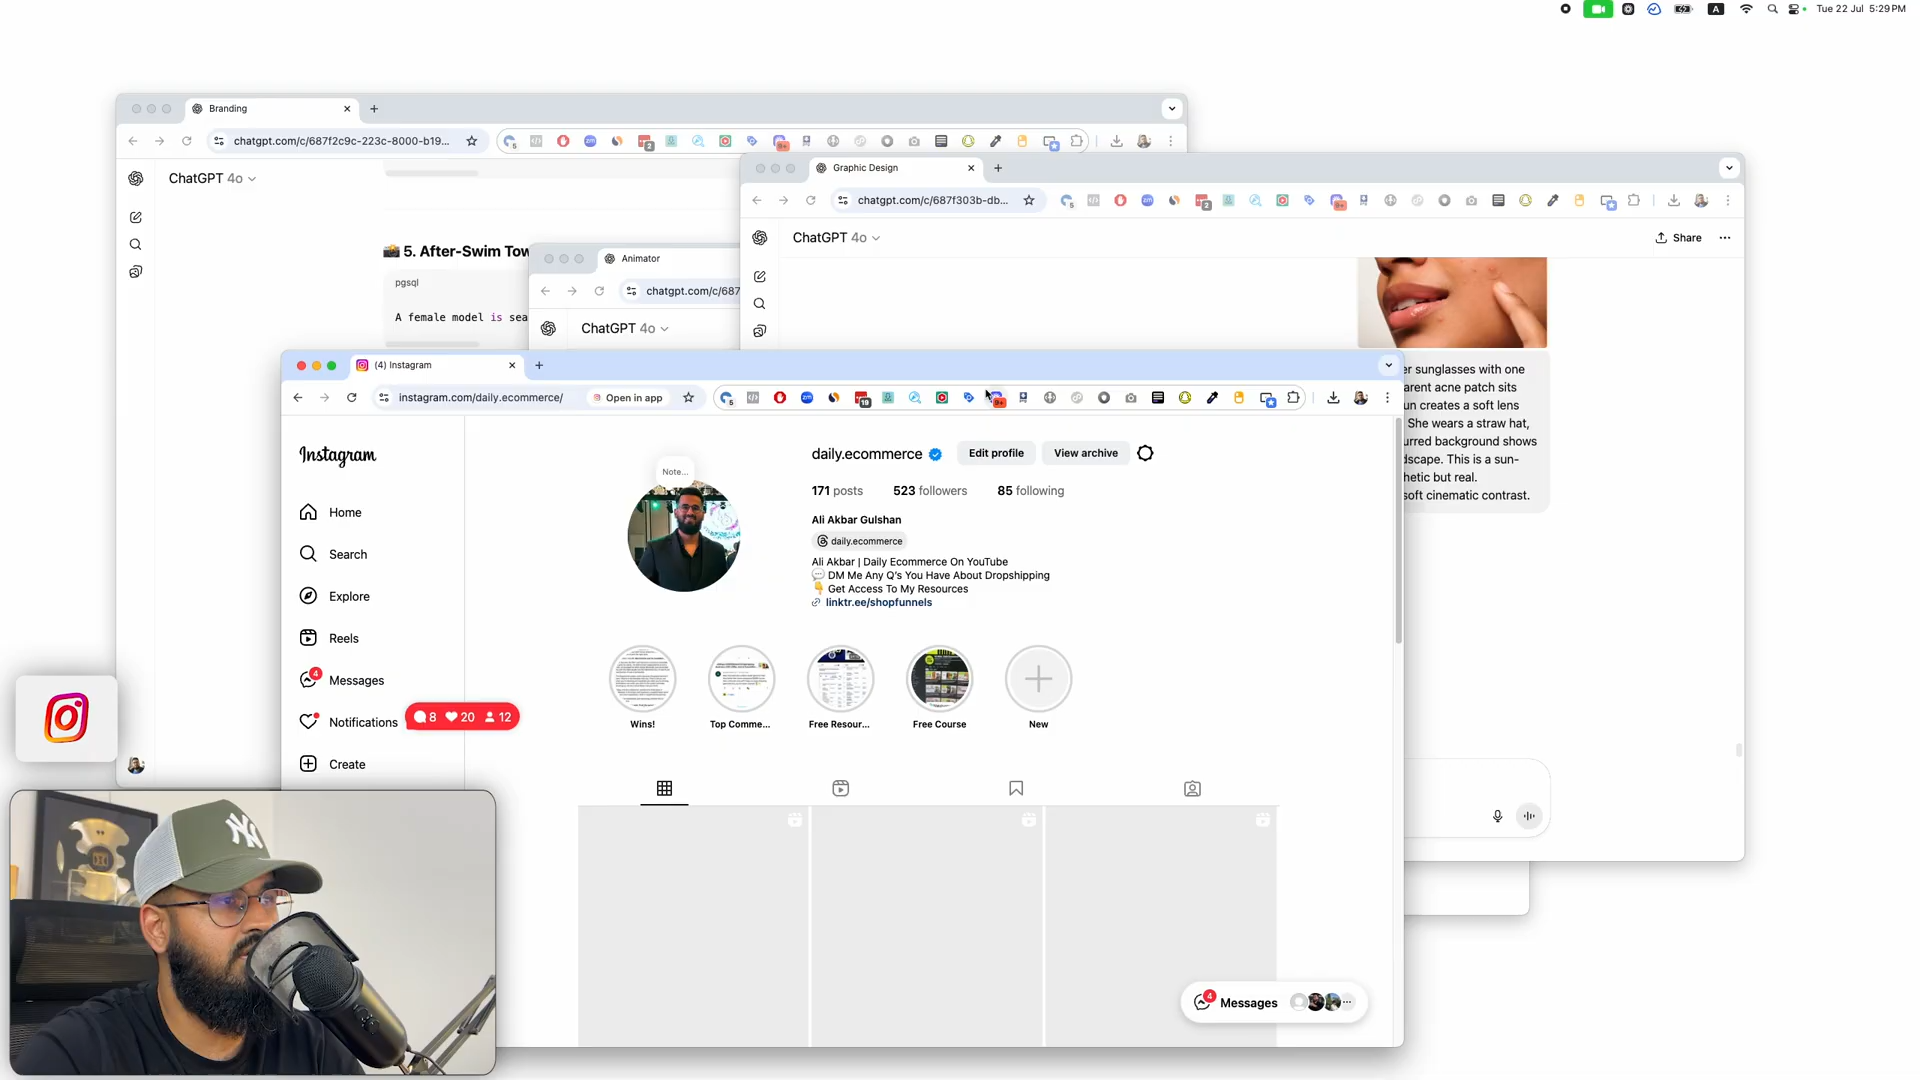 Tue 22 Jul 5:29 PM
Branding
chatgpt.com/c/687f2c9c-223c-8000-b19...
ChatGPT 4o
5. After-Swim Tow
pgsql
A female model is sea
Animator
chatgpt.com/c/687
ChatGPT 4o
Graphic Design
chatgpt.com/c/687f303b-db...
ChatGPT 4o
Share
er sunglasses with one
arent acne patch sits
un creates a soft lens
She wears a straw hat,
urred background shows
dscape. This is a sun-
hetic but real.
soft cinematic contrast.
(4) Instagram
instagram.com/daily.ecommerce/
Open in app
Instagram
Home
Search
Explore
Reels
4
Messages
Notifications
8 20 12
Create
Note...
daily.ecommerce
Edit profile
View archive
171 posts
523 followers
85 following
Ali Akbar Gulshan
daily.ecommerce
Ali Akbar | Daily Ecommerce On YouTube
DM Me Any Q's You Have About Dropshipping
Get Access To My Resources
linktr.ee/shopfunnels
Wins!
Top Comme...
Free Resour...
Free Course
New
4
Messages
NY